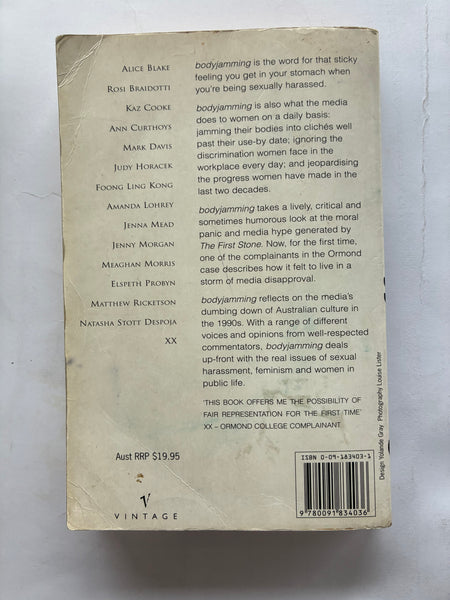 ALICE BLAKE
ROSI BRAIDOTTI
KAZ COOKE
ANN CURTHOYS
MARK DAVIS
JUDY HORACEK
FOONG LING KONG
AMANDA LOHREY
JENNA MEAD
JENNY MORGAN
MEAGHAN MORRIS
ELSPETH PROBYN
MATTHEW RICKETSON
NATASHA STOTT DESPOJA
XX
bodyjamming is the word for that sticky
feeling you get in your stomach when
you're being sexually harassed.
bodyjamming is also what the media
does to women on a daily basis:
jamming their bodies into clichés well
past their use-by date; ignoring the
discrimination women face in the
workplace every day; and jeopardising
the progress women have made in the
last two decades.
bodyjamming takes a lively, critical and
sometimes humorous look at the moral
panic and media hype generated by
The First Stone. Now, for the first time,
one of the complainants in the Ormond
case describes how it felt to live in a
storm of media disapproval.
bodyjamming reflects on the media's
dumbing down of Australian culture in
the 1990s. With a range of different
voices and opinions from well-respected
commentators, bodyjamming deals
up-front with the real issues of sexual
harassment, feminism and women in
public life.
'THIS BOOK OFFERS ME THE POSSIBILITY OF
FAIR REPRESENTATION FOR THE FIRST TIME'
XX – ORMOND COLLEGE COMPLAINANT
Aust RRP $19.95
V
VINTAGE
ISBN 0-09-183403-1
9 780091 834036
Design Yolande Gray Photography Louise Lister